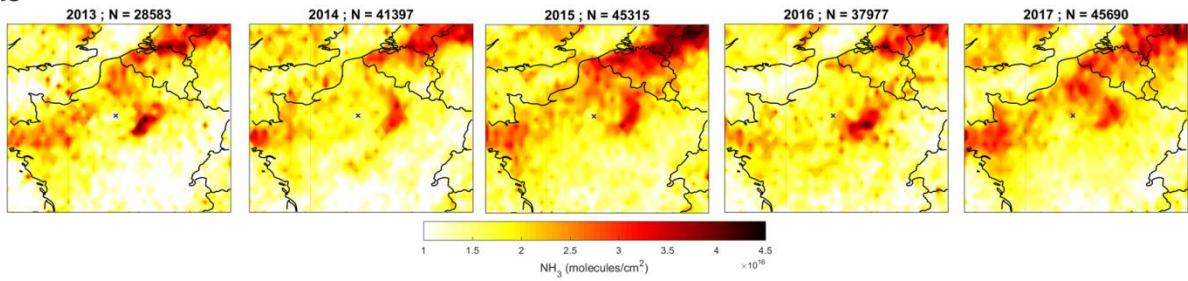 2013 ; N = 28583
2014 ; N = 41397
2015 ; N = 45315
2016 ; N = 37977
2017 ; N = 45690
1 1.5 2 2.5 3 3.5 4 4.5
NH₃ (molecules/cm²)
×10¹⁶